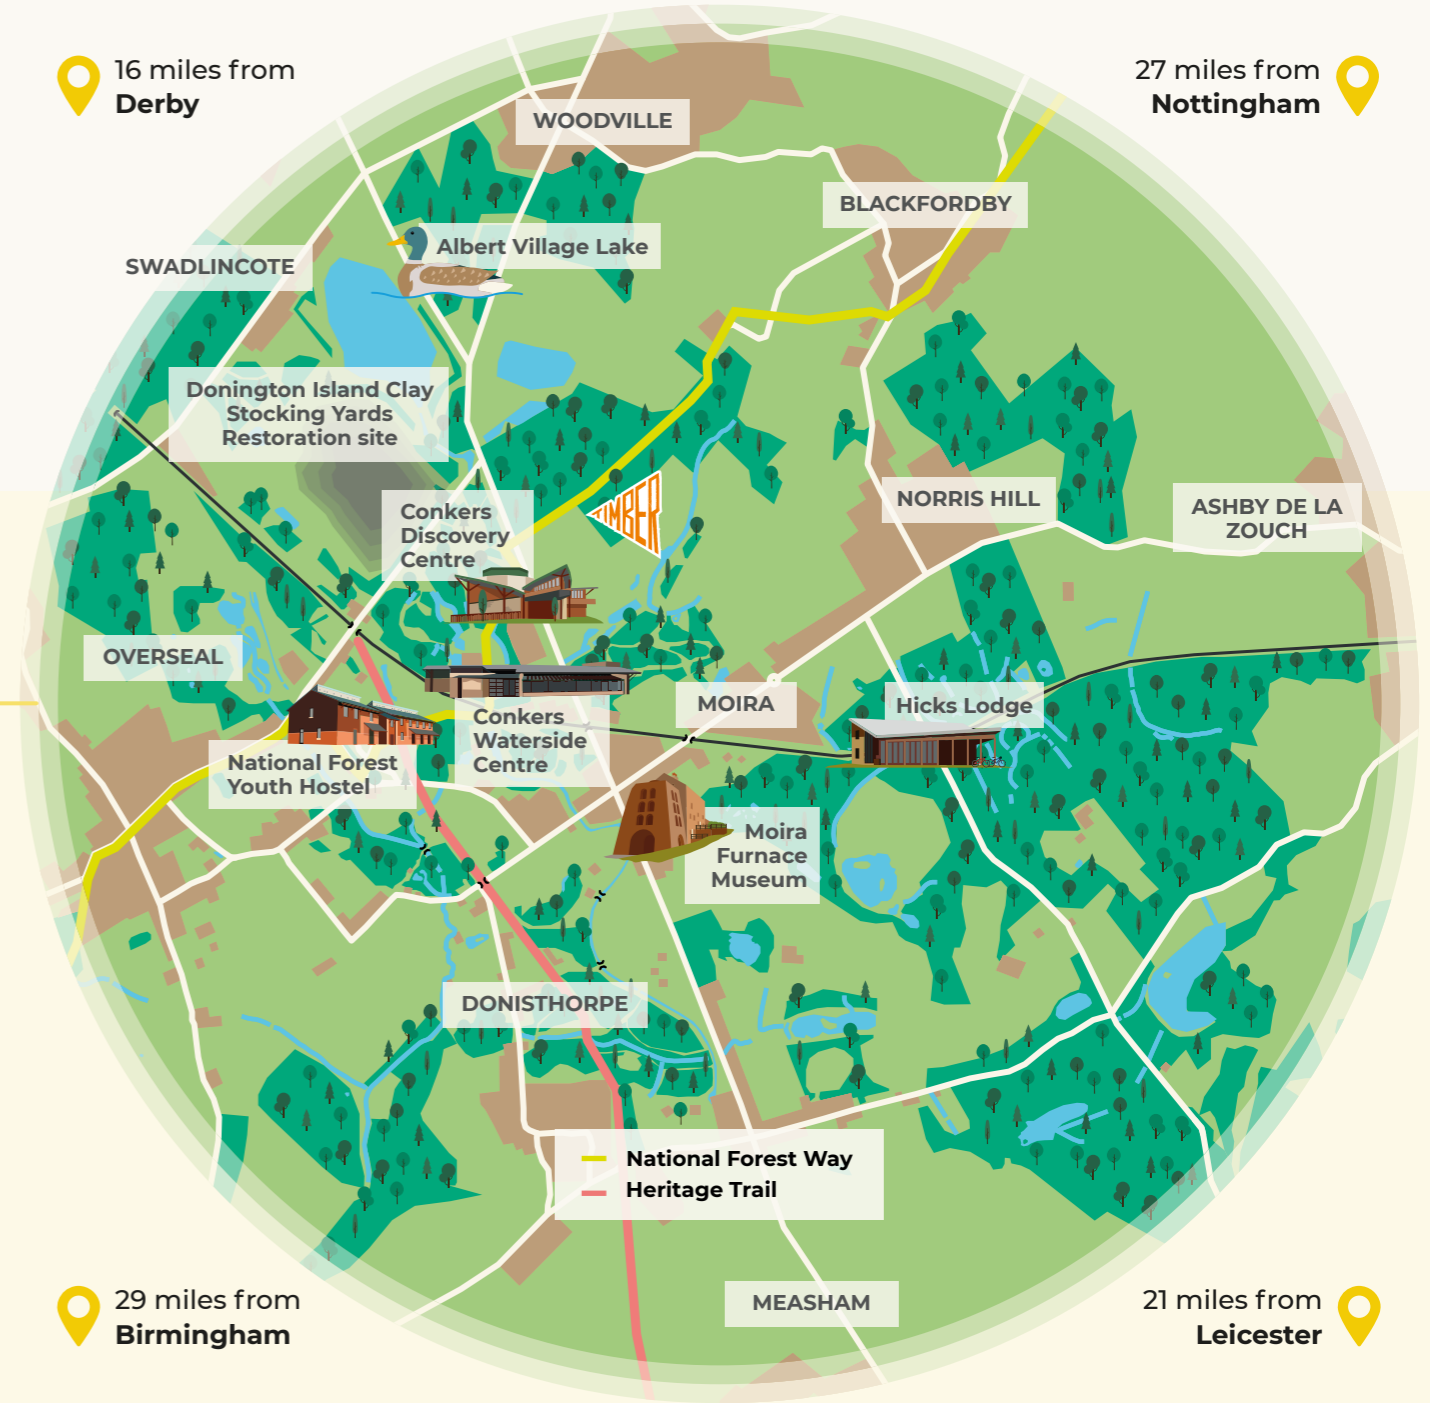 16 miles from
Derby
27 miles from
Nottingham
WOODVILLE
BLACKFORDBY
Albert Village Lake
SWADLINCOTE
Donington Island Clay
Stocking Yards
Restoration site
Conkers
Discovery
Centre
TIMBER
NORRIS HILL
ASHBY DE LA
ZOUCH
OVERSEAL
MOIRA
Hicks Lodge
Conkers
Waterside
Centre
National Forest
Youth Hostel
Moira
Furnace
Museum
DONISTHORPE
National Forest Way
Heritage Trail
MEASHAM
29 miles from
Birmingham
21 miles from
Leicester